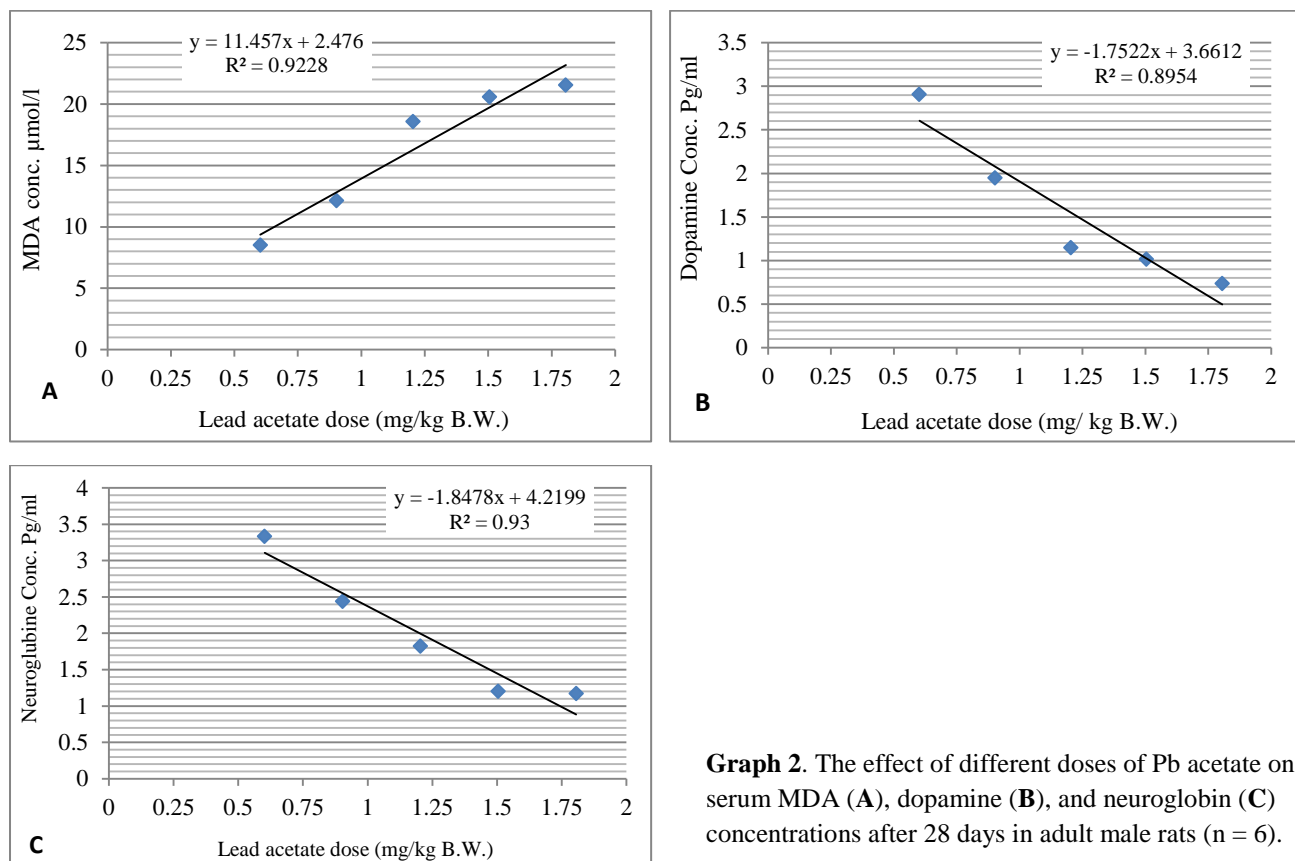 y = 11.457x + 2.476
R² = 0.9228
MDA conc. µmol/l
25
20
15
10
5
0
0 0.25 0.5 0.75 1 1.25 1.5 1.75 2
A
Lead acetate dose (mg/kg B.W.)
y = -1.7522x + 3.6612
R² = 0.8954
Dopamine Conc. Pg/ml
3.5
3
2.5
2
1.5
1
0.5
0
0 0.25 0.5 0.75 1 1.25 1.5 1.75 2
B
Lead acetate dose (mg/ kg B.W.)
y = -1.8478x + 4.2199
R² = 0.93
Neuroglubine Conc. Pg/ml
4
3.5
3
2.5
2
1.5
1
0.5
0
0 0.25 0.5 0.75 1 1.25 1.5 1.75 2
C
Lead acetate dose (mg/kg B.W.)
Graph 2. The effect of different doses of Pb acetate on
serum MDA (A), dopamine (B), and neuroglobin (C)
concentrations after 28 days in adult male rats (n = 6).